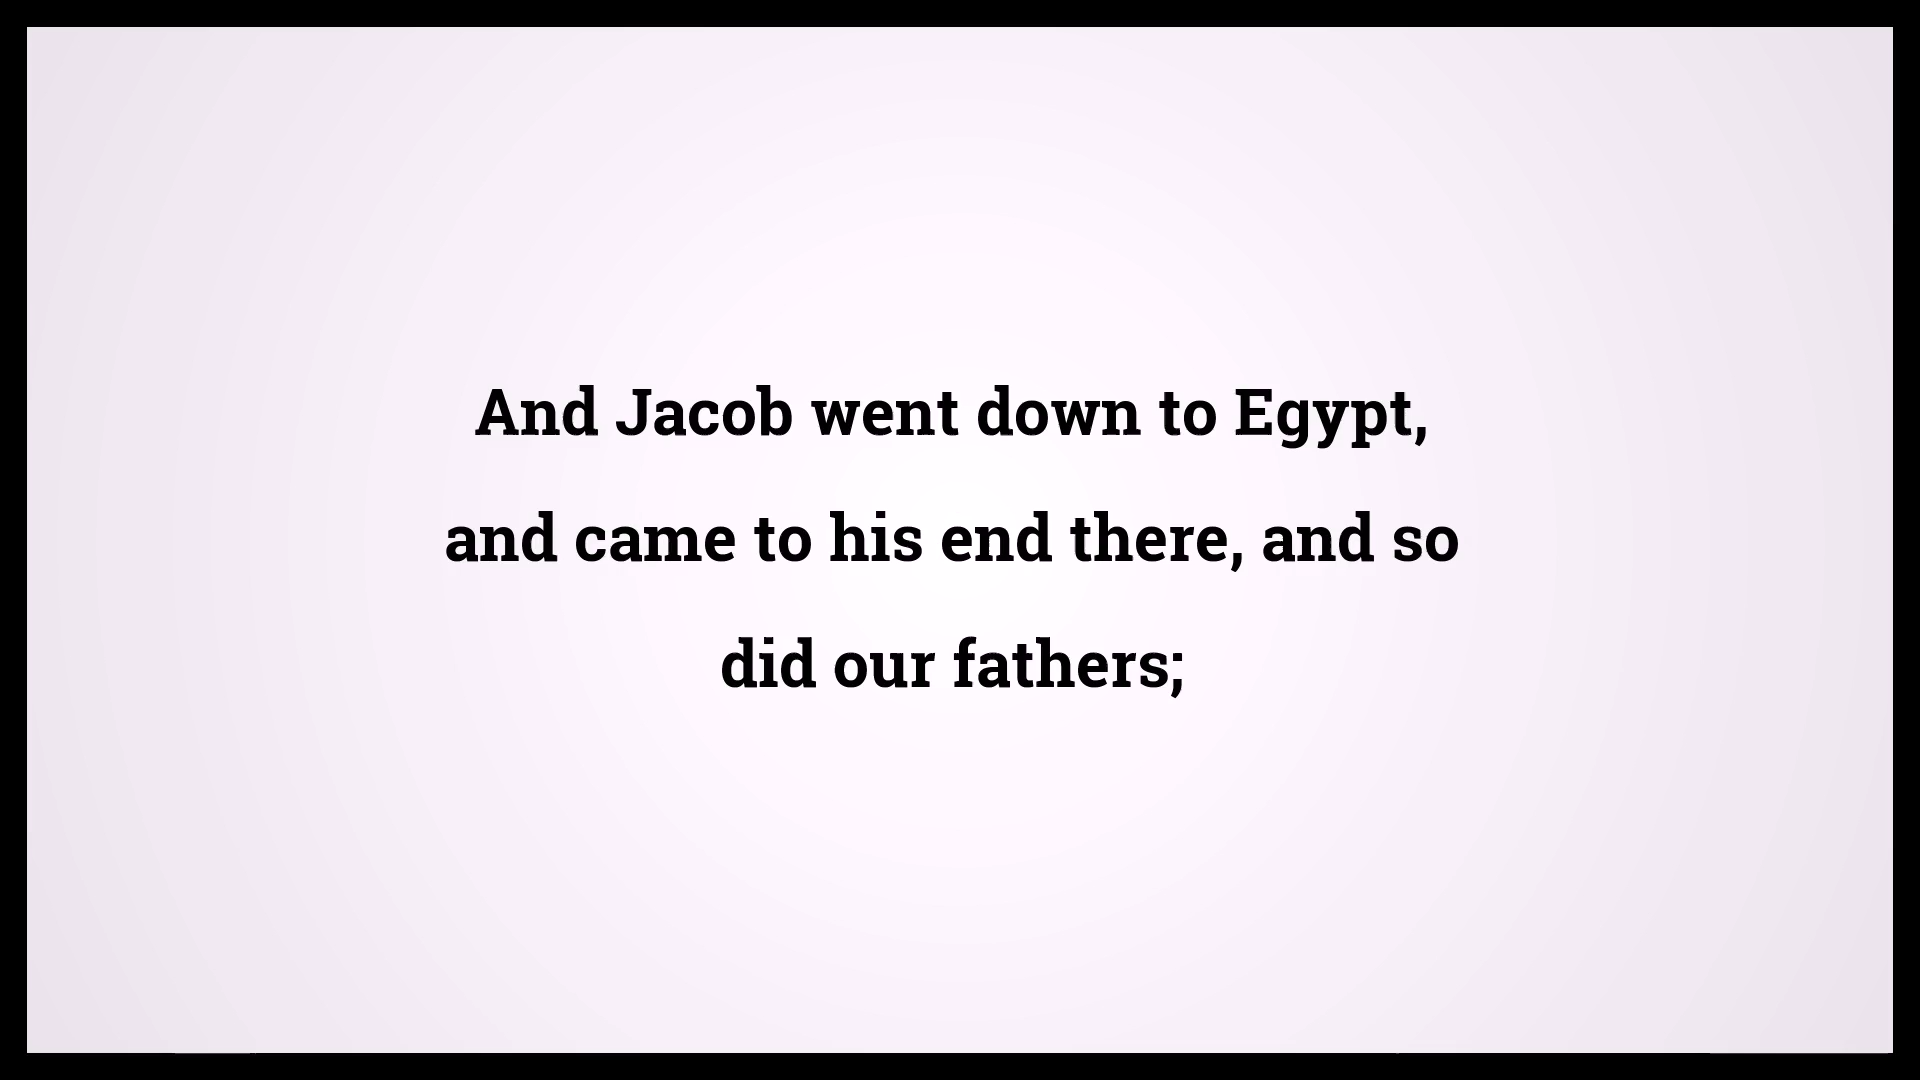 And Jacob went down to Egypt,
and came to his end there, and so
did our fathers;